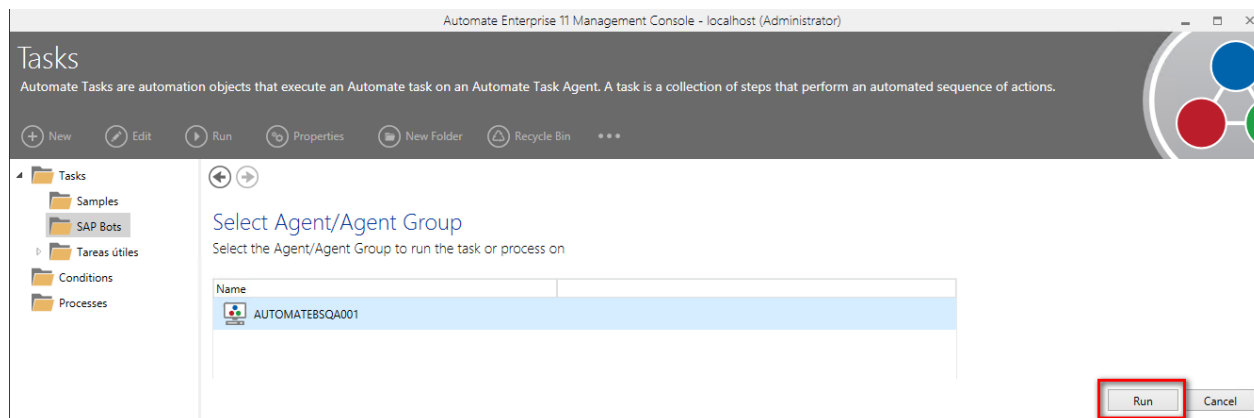 Automate Enterprise 11 Management Console - localhost (Administrator)
Tasks
Automate Tasks are automation objects that execute an Automate task on an Automate Task Agent. A task is a collection of steps that perform an automated sequence of actions.
New Edit Run Properties New Folder Recycle Bin
Tasks
Samples
SAP Bots
Tareas útiles
Conditions
Processes
Select Agent/Agent Group
Select the Agent/Agent Group to run the task or process on
Name
AUTOMATEBSQA001
Run Cancel